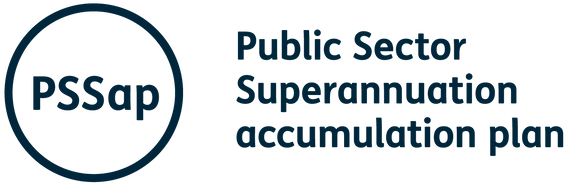 PSSap
Public Sector
Superannuation
accumulation plan